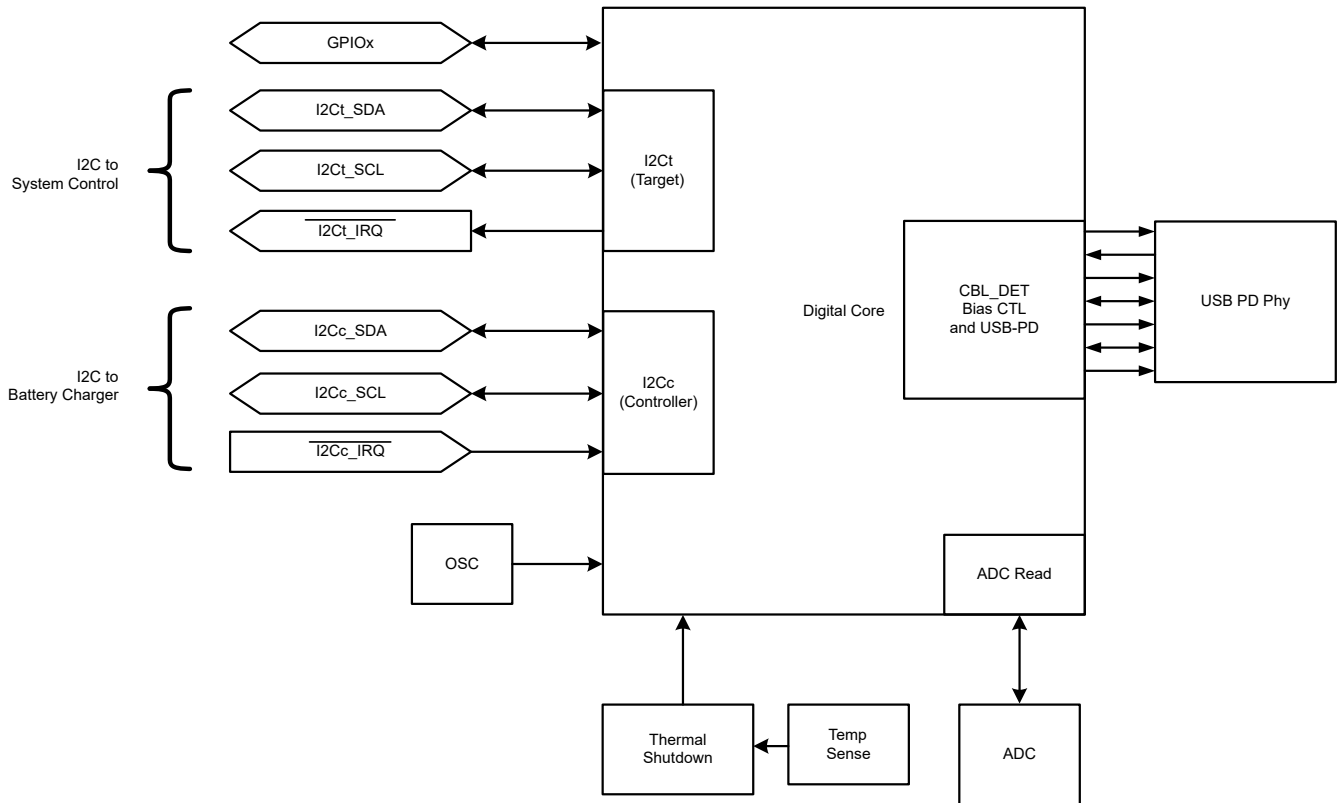 GPIOx
I2C to
System Control
I2Ct_SDA
I2Ct_SCL
I2Ct_IRQ
I2Ct
(Target)
I2C to
Battery Charger
I2Cc_SDA
I2Cc_SCL
I2Cc_IRQ
I2Cc
(Controller)
Digital Core
CBL_DET
Bias CTL
and USB-PD
USB PD Phy
OSC
ADC Read
Thermal
Shutdown
Temp
Sense
ADC